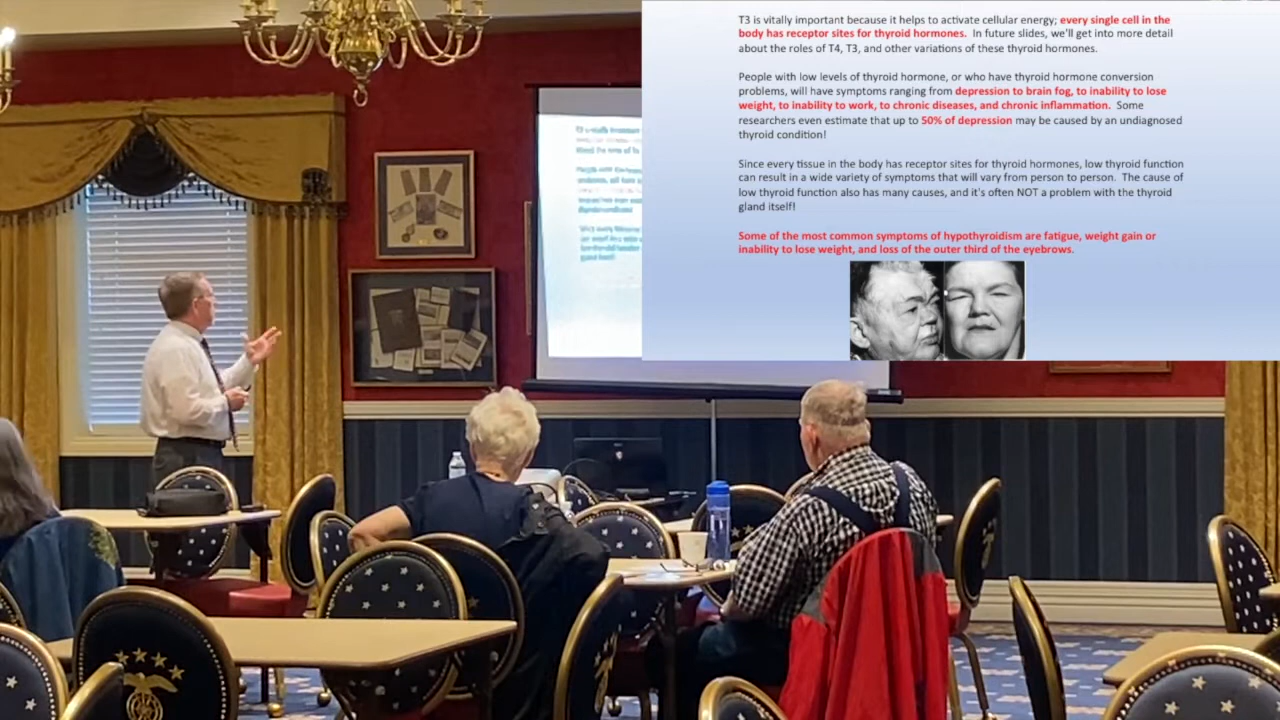 T3 is vitally important because it helps to activate cellular energy; every single cell in the
body has receptor sites for thyroid hormones. In future slides, we'll get into more detail
about the roles of T4, T3, and other variations of these thyroid hormones.
People with low levels of thyroid hormone, or who have thyroid hormone conversion
problems, will have symptoms ranging from depression to brain fog, to inability to lose
weight, to inability to work, to chronic diseases, and chronic inflammation. Some
researchers even estimate that up to 50% of depression may be caused by an undiagnosed
thyroid condition!
Since every tissue in the body has receptor sites for thyroid hormones, low thyroid function
can result in a wide variety of symptoms that will vary from person to person. The cause of
low thyroid function also has many causes, and it's often NOT a problem with the thyroid
gland itself!
Some of the most common symptoms of hypothyroidism are fatigue, weight gain or
inability to lose weight, and loss of the outer third of the eyebrows.